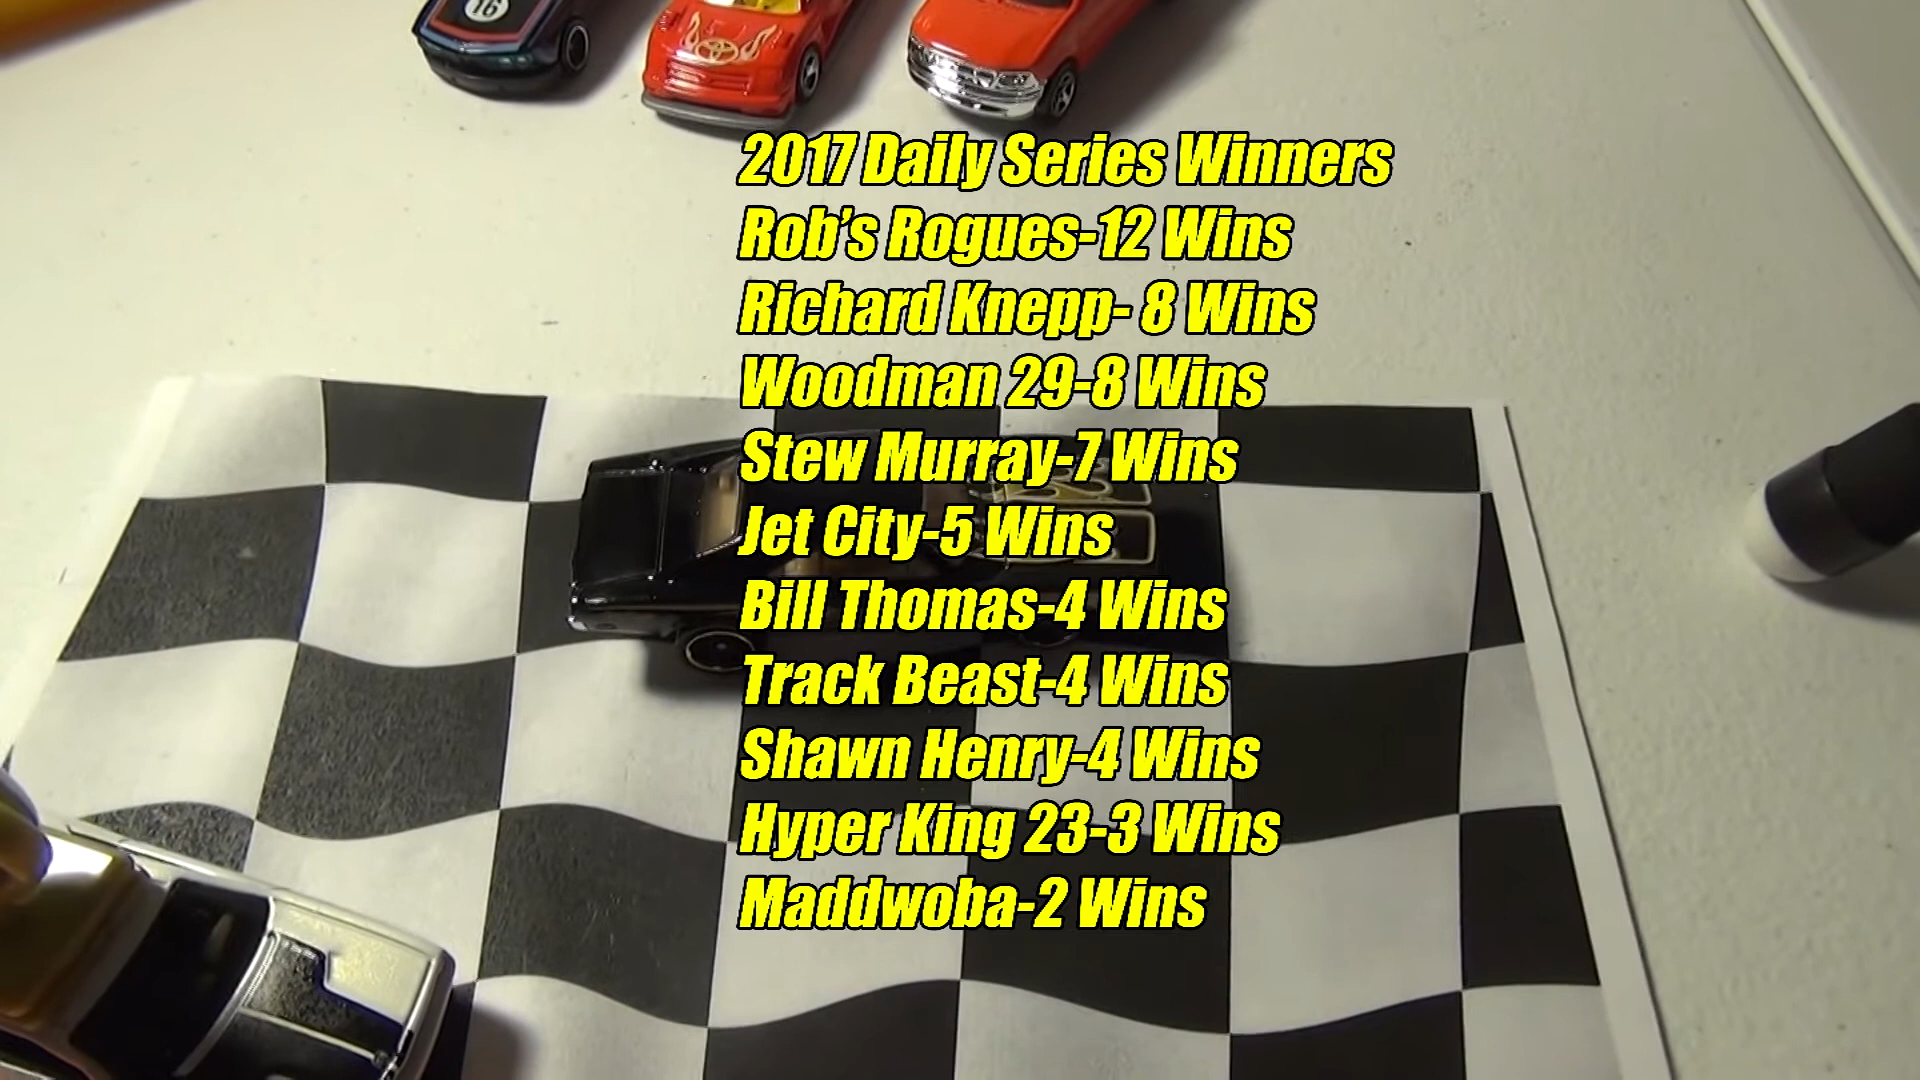 16
2017 Daily Series Winners
Rob's Rogues-12 Wins
Richard Knepp- 8 Wins
Woodman 29-8 Wins
Stew Murray-7 Wins
Jet City-5 Wins
Bill Thomas-4 Wins
Track Beast-4 Wins
Shawn Henry-4 Wins
Hyper King 23-3 Wins
Maddwoba-2 Wins